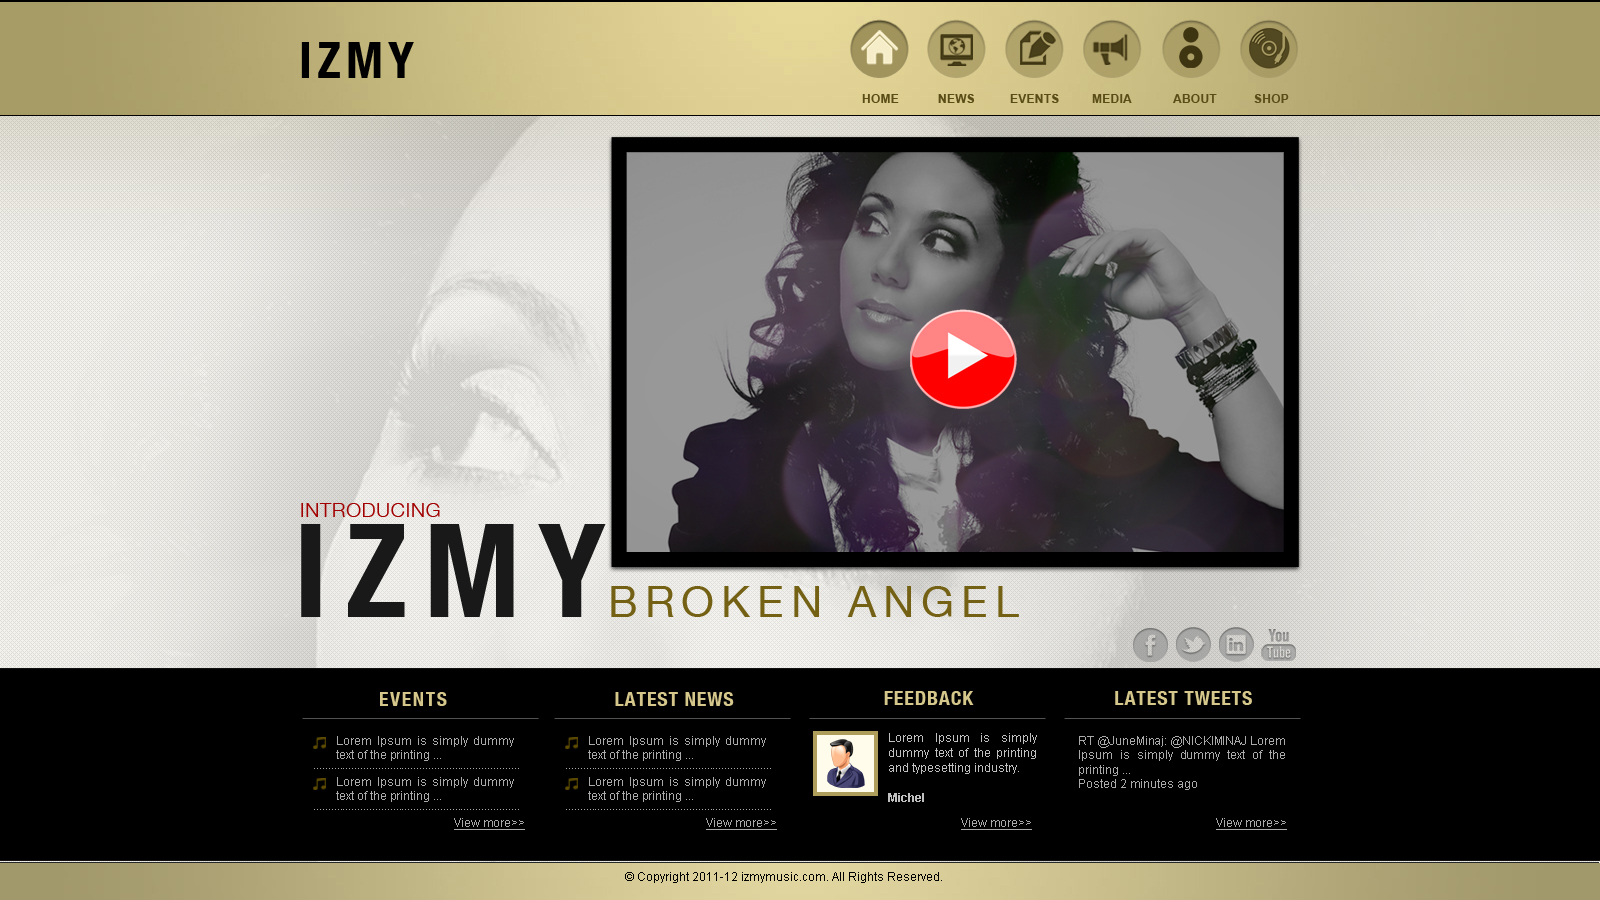 IZMY
HOME NEWS EVENTS MEDIA ABOUT SHOP
INTRODUCING
IZMY
BROKEN ANGEL
f in You Tube
EVENTS
Lorem Ipsum is simply dummy
text of the printing ...
Lorem Ipsum is simply dummy
text of the printing ...
View more>>
LATEST NEWS
Lorem Ipsum is simply dummy
text of the printing ...
Lorem Ipsum is simply dummy
text of the printing ...
View more>>
FEEDBACK
Lorem Ipsum is simply
dummy text of the printing
and typesetting industry.
Michel
View more>>
LATEST TWEETS
RT @JuneMinaj: @NICKIMINAJ Lorem
Ipsum is simply dummy text of the
printing ...
Posted 2 minutes ago
View more>>
© Copyright 2011-12 izmymusic.com. All Rights Reserved.